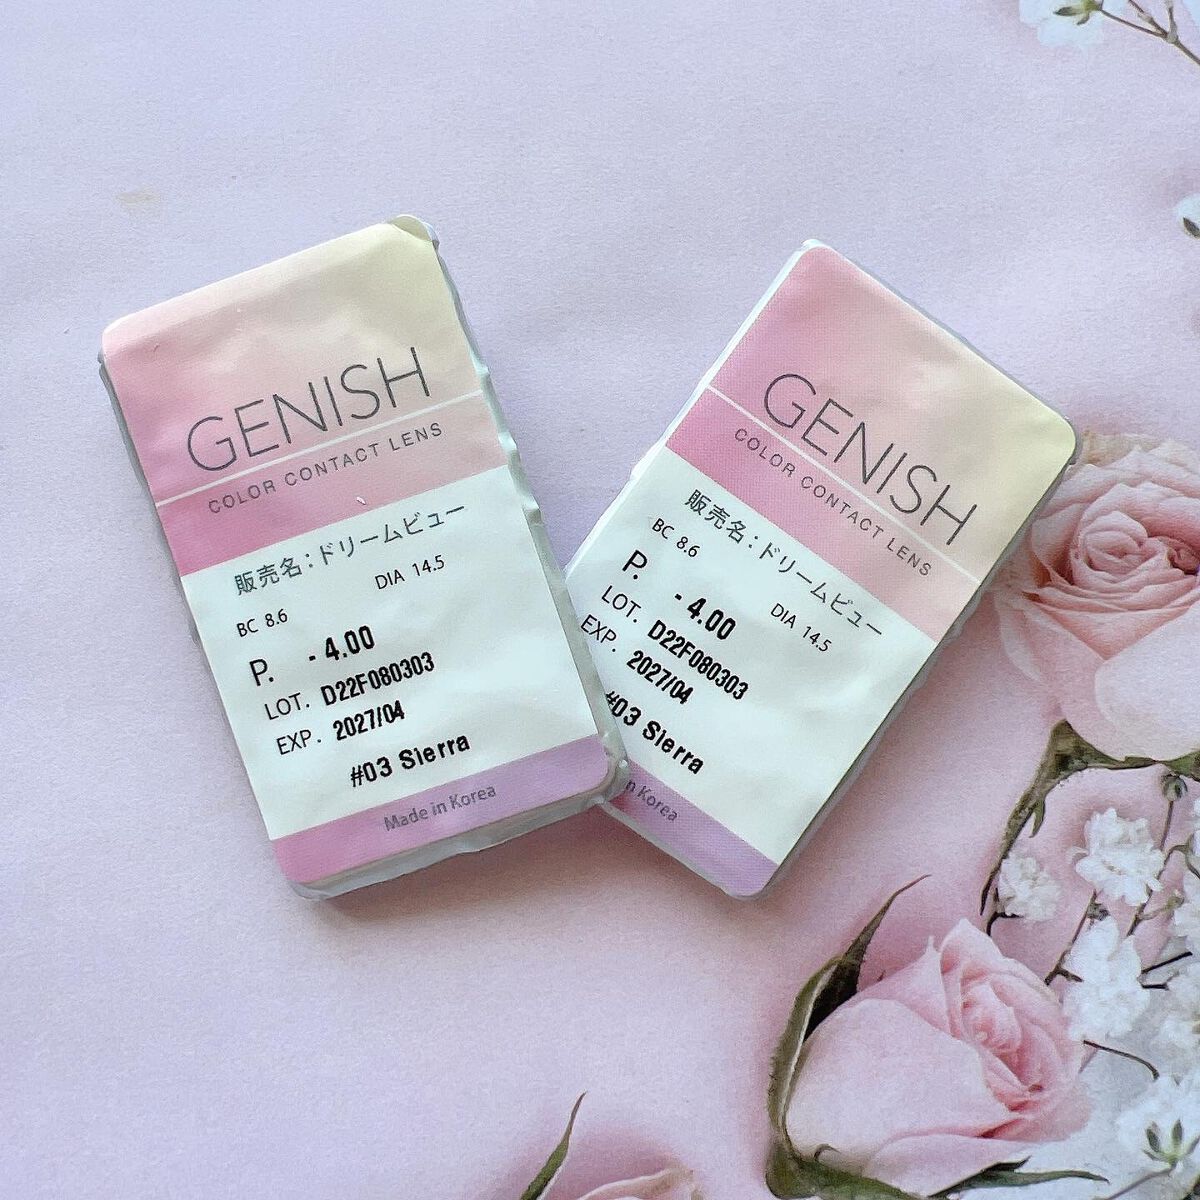 GENISH
COLOR CONTACT LENS
販売名:ドリームビュー
BC 8.6 DIA 14.5
P. - 4.00
LOT. D22F080303
EXP. 2027/04
#03 Sierra
Made in Korea
GENISH
COLOR CONTACT LENS
販売名:ドリームビュー
BC 8.6 DIA 14.5
P. - 4.00
LOT. D22F080303
EXP. 2027/04
#03 Sierra
n Korea